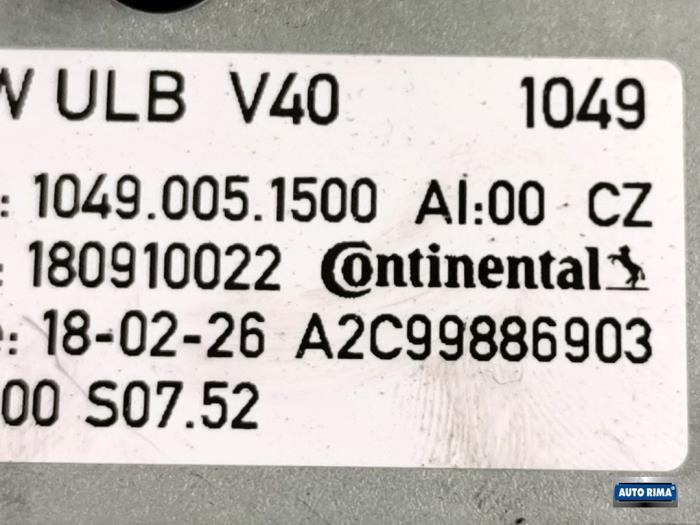 W ULB V40 1049
: 1049.005.1500 AI:00 CZ
: 180910022 Continental
e: 18-02-26 A2C99886903
00 S07.52
AUTO RIMA®